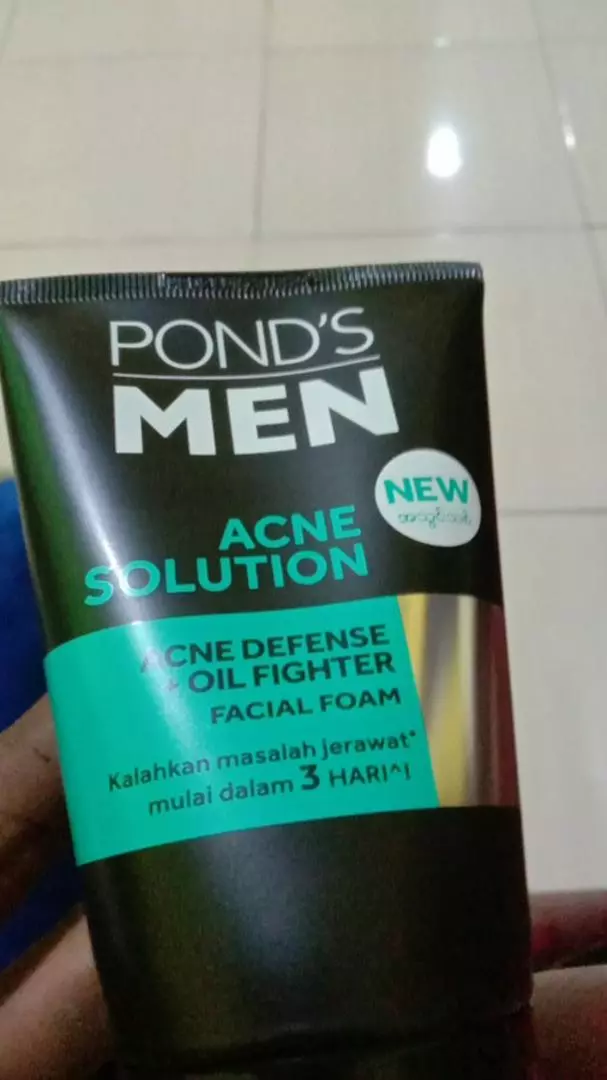 POND'S
MEN
NEW
ACNE
SOLUTION
ACNE DEFENSE
+ OIL FIGHTER
FACIAL FOAM
Kalahkan masalah jerawat*
mulai dalam 3 HARI^!